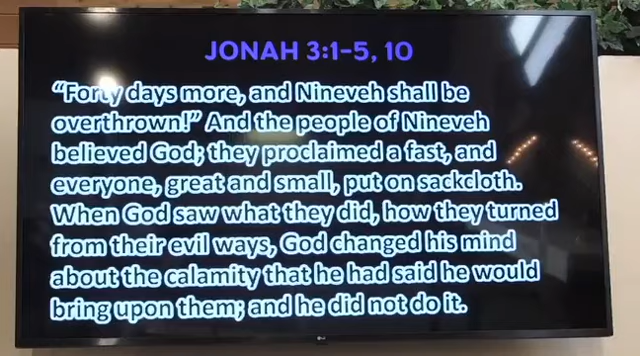 JONAH 3:1-5, 10
“Forty days more, and Nineveh shall be
overthrown!” And the people of Nineveh
believed God; they proclaimed a fast, and
everyone, great and small, put on sackcloth.
When God saw what they did, how they turned
from their evil ways, God changed his mind
about the calamity that he had said he would
bring upon them; and he did not do it.
LG